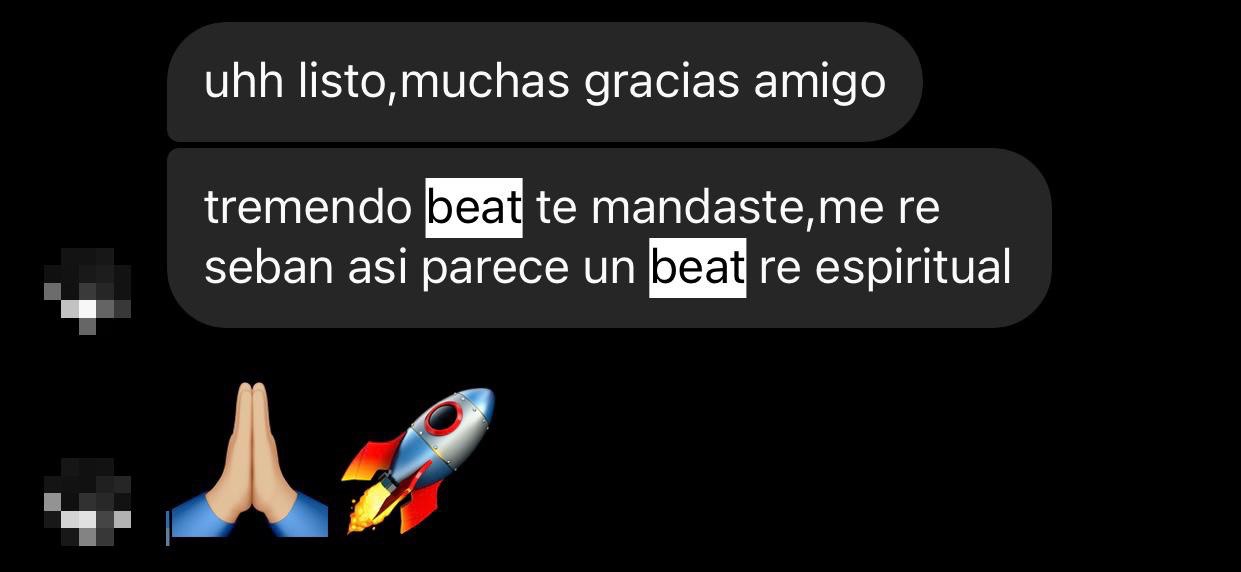 uhh listo,muchas gracias amigo
tremendo beat te mandaste,me re
seban asi parece un beat re espiritual